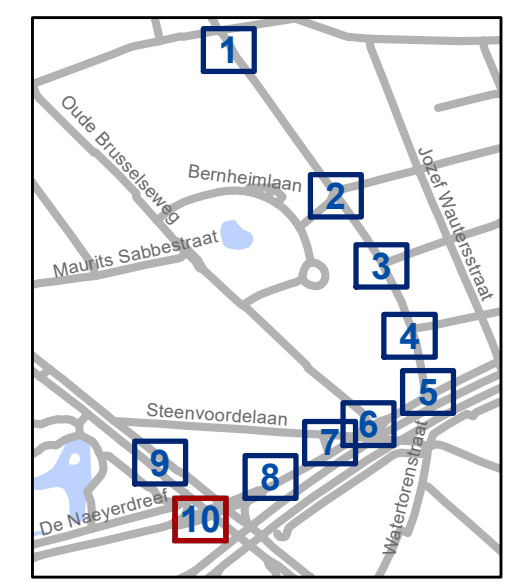 1
Oude Brusselseweg
Bernheimlaan
2
Jozef Wautersstraat
Maurits Sabbestraat
3
4
5
Steenvoordelaan
6
7
Watertorenstraat
9
8
De Naeyerdreef
10